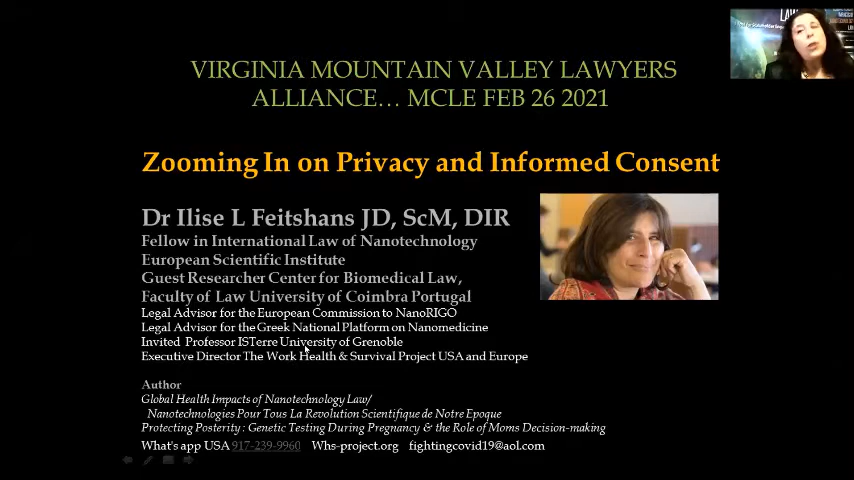 VIRGINIA MOUNTAIN VALLEY LAWYERS
ALLIANCE... MCLE FEB 26 2021
Zooming In on Privacy and Informed Consent
Dr Ilise L Feitshans JD, ScM, DIR
Fellow in International Law of Nanotechnology
European Scientific Institute
Guest Researcher Center for Biomedical Law,
Faculty of Law University of Coimbra Portugal
Legal Advisor for the European Commission to NanoRIGO
Legal Advisor for the Greek National Platform on Nanomedicine
Invited Professor ISTerre University of Grenoble
Executive Director The Work Health & Survival Project USA and Europe
Author
Global Health Impacts of Nanotechnology Law/
Nanotechnologies Pour Tous La Revolution Scientifique de Notre Epoque
Protecting Posterity : Genetic Testing During Pregnancy & the Role of Moms Decision-making
What's app USA 917-239-9960 Whs-project.org fightingcovid19@aol.com
LAW